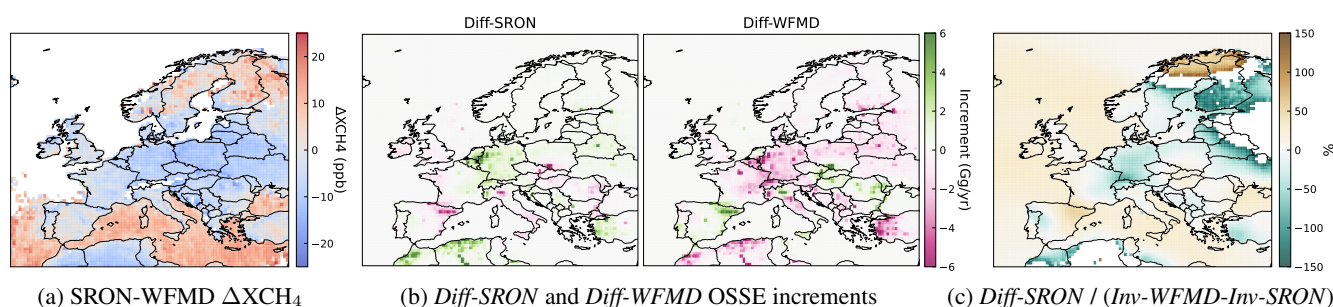 Diff-SRON
Diff-WFMD
20
10
0
−10
−20
ΔXCH4 (ppb)
6
4
2
0
−2
−4
−6
Increment (Gg/yr)
150
100
50
0
−50
−100
−150
%
(a) SRON-WFMD ΔXCH₄
(b) Diff-SRON and Diff-WFMD OSSE increments
(c) Diff-SRON / (Inv-WFMD-Inv-SRON)